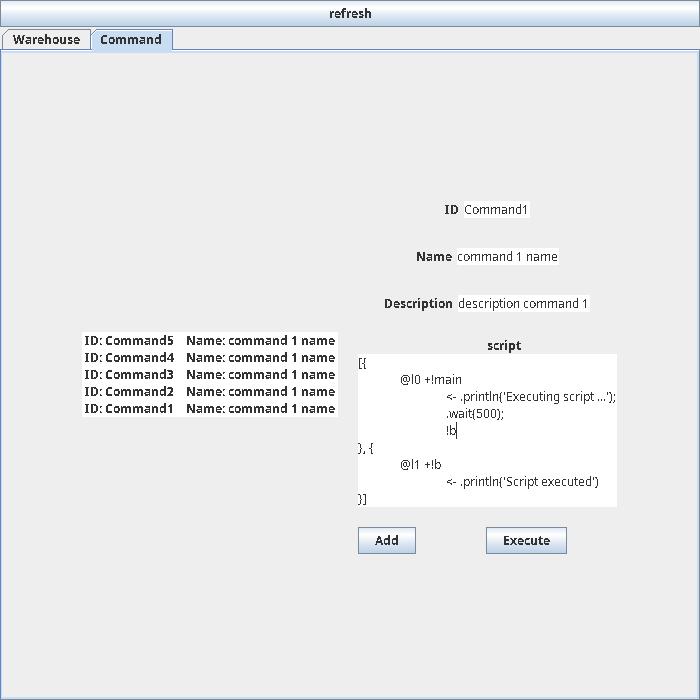 refresh
Warehouse
Command
ID Command1
Name command 1 name
Description description command 1
ID: Command5 Name: command 1 name
ID: Command4 Name: command 1 name
ID: Command3 Name: command 1 name
ID: Command2 Name: command 1 name
ID: Command1 Name: command 1 name
script
[{
@l0 +!main
<- .println('Executing script ...');
.wait(500);
!b
}, {
@l1 +!b
<- .println('Script executed')
}]
Add
Execute